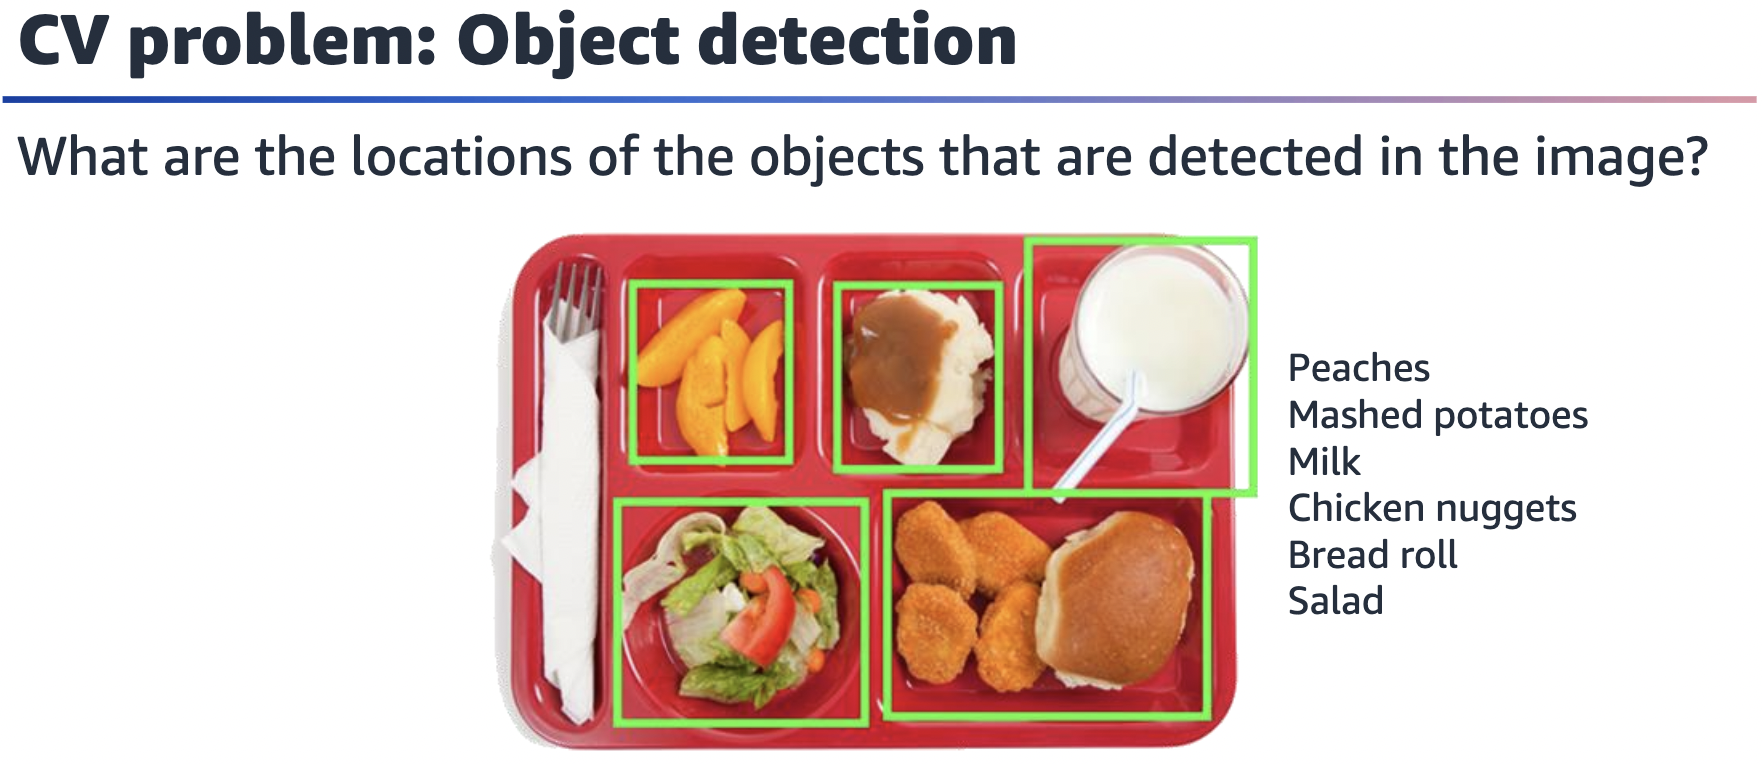 CV problem: Object detection
What are the locations of the objects that are detected in the image?
Peaches
Mashed potatoes
Milk
Chicken nuggets
Bread roll
Salad